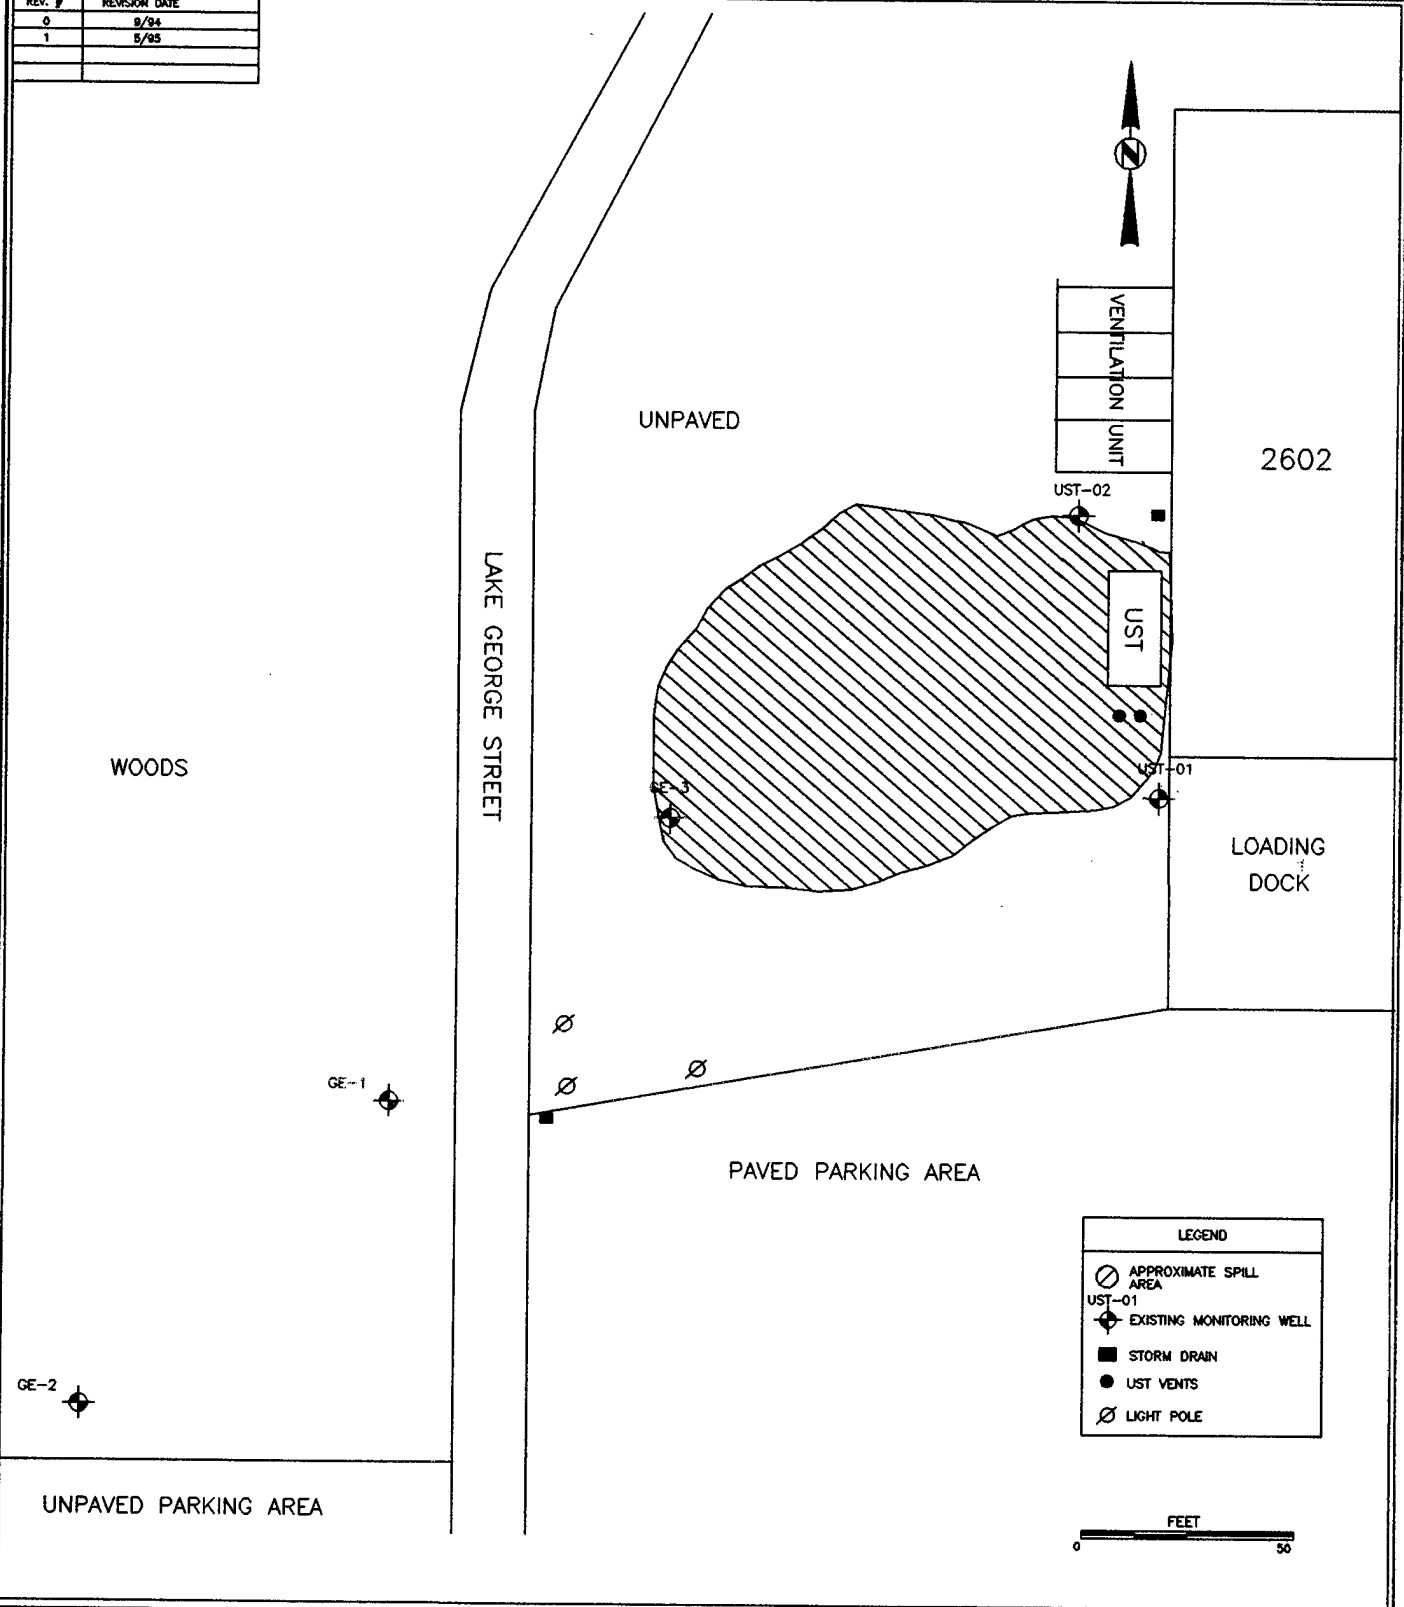 REV. # REVISION DATE
0 9/94
1 5/95
N
VENTILATION UNIT
UNPAVED
2602
UST-02
LAKE GEORGE STREET
UST
WOODS
UST-01
GE-3
LOADING
DOCK
GE-1
PAVED PARKING AREA
LEGEND
APPROXIMATE SPILL
AREA
UST-01
EXISTING MONITORING WELL
STORM DRAIN
UST VENTS
LIGHT POLE
GE-2
UNPAVED PARKING AREA
FEET
0 50